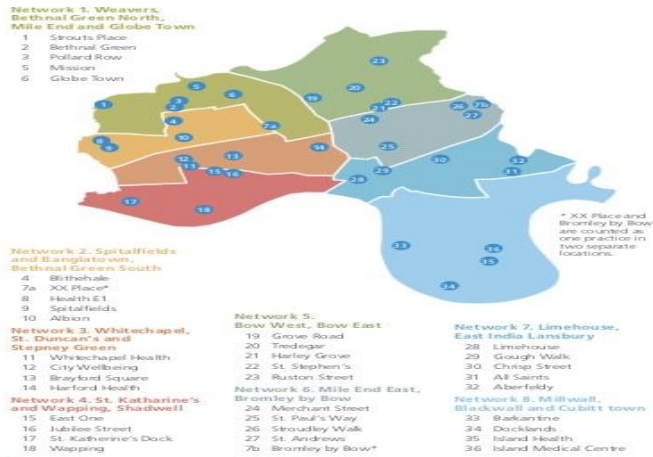 Network 1. Weavers,
Bethnal Green North,
Mile End and Globe Town
1 Strouts Place
2 Bethnal Green
3 Pollard Row
5 Mission
6 Globe Town
23
5
6
20
3
1
2
19
22
21
26
7b
27
4
24
7a
10
8
9
14
25
13
12
11
30
32
15
16
29
31
28
17
18
33
36
35
34
* XX Place and
Bromley by Bow
are counted as
one practice in
two separate
locations.
Network 2. Spitalfields
and Banglatown,
Bethnal Green South
4 Blithehale
7a XX Place*
8 Health E1
9 Spitalfields
10 Albion
Network 3. Whitechapel,
St. Duncan's and
Stepney Green
11 Whitechapel Health
12 City Wellbeing
13 Brayford Square
14 Harford Health
Network 4. St. Katharine's
and Wapping, Shadwell
15 East One
16 Jubilee Street
17 St. Katherine's Dock
18 Wapping
Network 5.
Bow West, Bow East
19 Grove Road
20 Tredegar
21 Harley Grove
22 St. Stephen's
23 Ruston Street
Network 6. Mile End East,
Bromley by Bow
24 Merchant Street
25 St. Paul's Way
26 Stroudley Walk
27 St. Andrews
7b Bromley by Bow*
Network 7. Limehouse,
East India Lansbury
28 Limehouse
29 Gough Walk
30 Chrisp Street
31 All Saints
32 Aberfeldy
Network 8. Millwall,
Blackwall and Cubitt town
33 Barkantine
34 Docklands
35 Island Health
36 Island Medical Centre